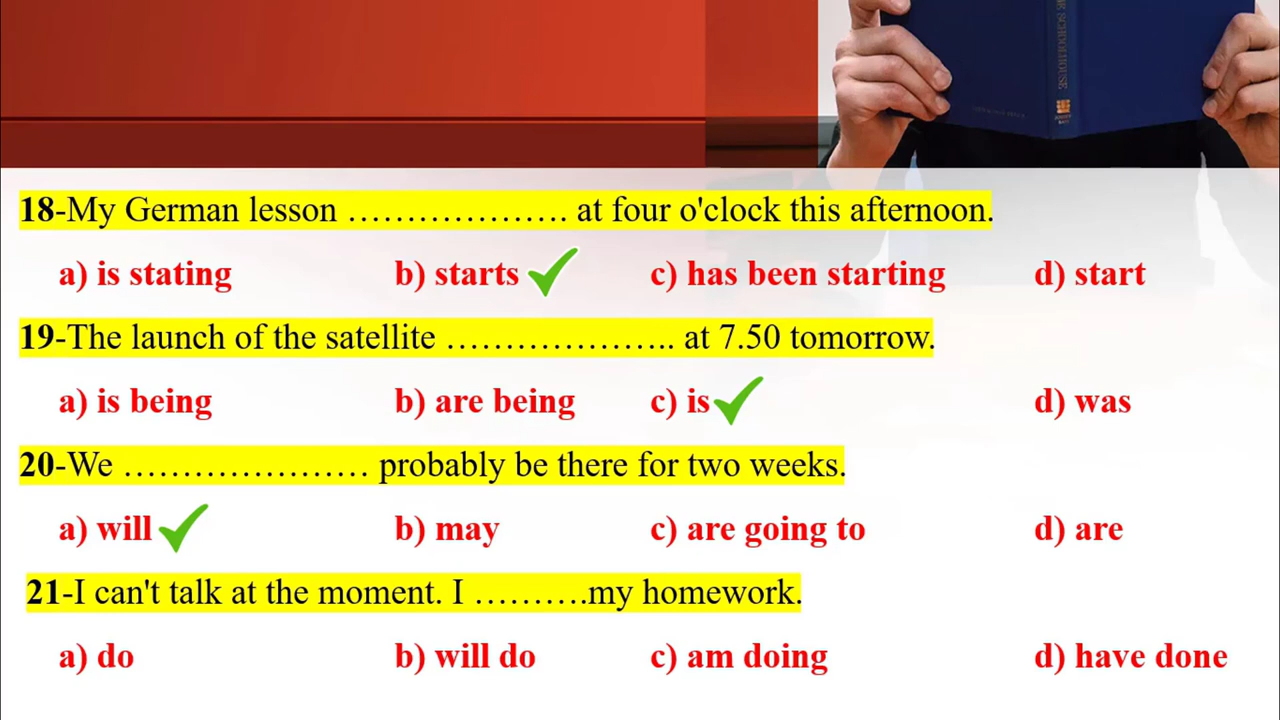 18-My German lesson ………………. at four o'clock this afternoon.
a) is stating b) starts c) has been starting d) start
19-The launch of the satellite ……………….. at 7.50 tomorrow.
a) is being b) are being c) is d) was
20-We ………………… probably be there for two weeks.
a) will b) may c) are going to d) are
21-I can't talk at the moment. I ……….my homework.
a) do b) will do c) am doing d) have done